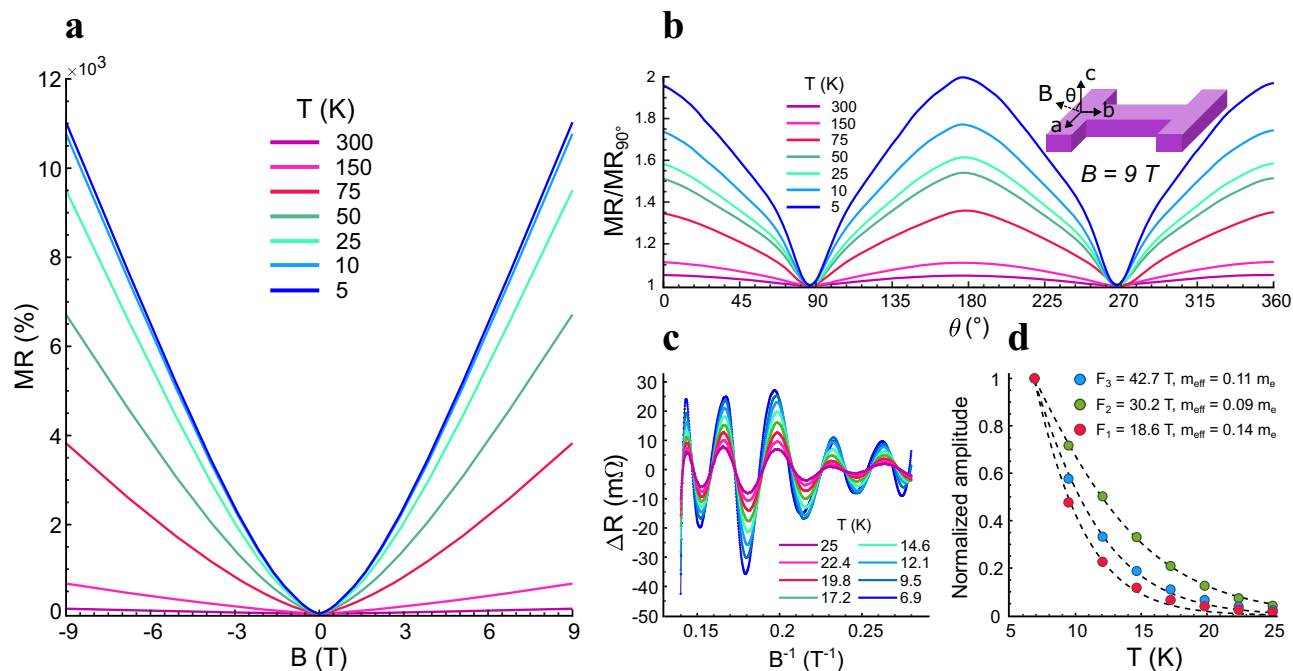 a
×10³
12
10
8
6
4
2
0
MR (%)
-9 -6 -3 0 3 6 9
B (T)
T (K)
300
150
75
50
25
10
5
b
2
1.8
1.6
1.4
1.2
1
MR/MR90°
0 45 90 135 180 225 270 315 360
θ (°)
T (K)
300
150
75
50
25
10
5
c
θ
B
b
a
B = 9 T
c
30
20
10
0
-10
-20
-30
-40
-50
ΔR (mΩ)
0.15 0.2 0.25
B⁻¹ (T⁻¹)
T (K)
25 14.6
22.4 12.1
19.8 9.5
17.2 6.9
d
1
0.8
0.6
0.4
0.2
0
Normalized amplitude
5 10 15 20 25
T (K)
F₃ = 42.7 T, meff = 0.11 mₑ
F₂ = 30.2 T, meff = 0.09 mₑ
F₁ = 18.6 T, meff = 0.14 mₑ